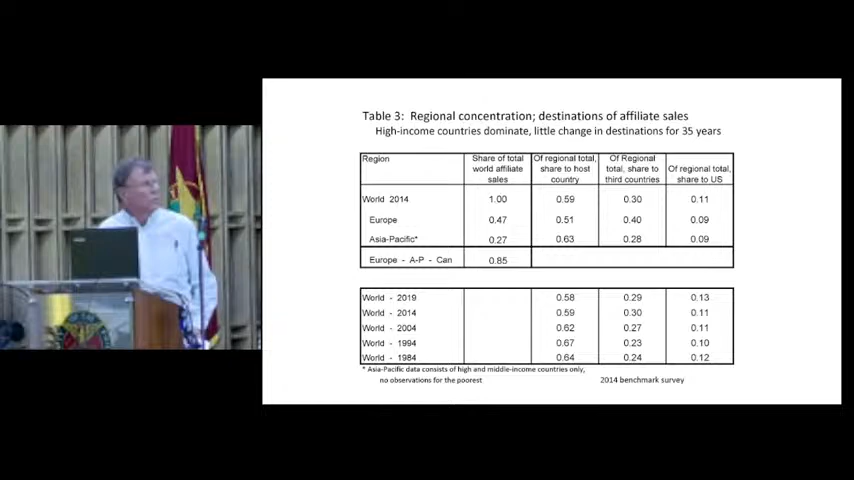 Table 3: Regional concentration; destinations of affiliate sales
High-income countries dominate, little change in destinations for 35 years
Region Share of total world affiliate sales Of regional total, share to host country Of Regional total, share to third countries Of regional total, share to US
World 2014 1.00 0.59 0.30 0.11
Europe 0.47 0.51 0.40 0.09
Asia-Pacific* 0.27 0.63 0.28 0.09
Europe - A-P - Can 0.85
World - 2019 0.58 0.29 0.13
World - 2014 0.59 0.30 0.11
World - 2004 0.62 0.27 0.11
World - 1994 0.67 0.23 0.10
World - 1984 0.64 0.24 0.12
* Asia-Pacific data consists of high and middle-income countries only,
no observations for the poorest 2014 benchmark survey